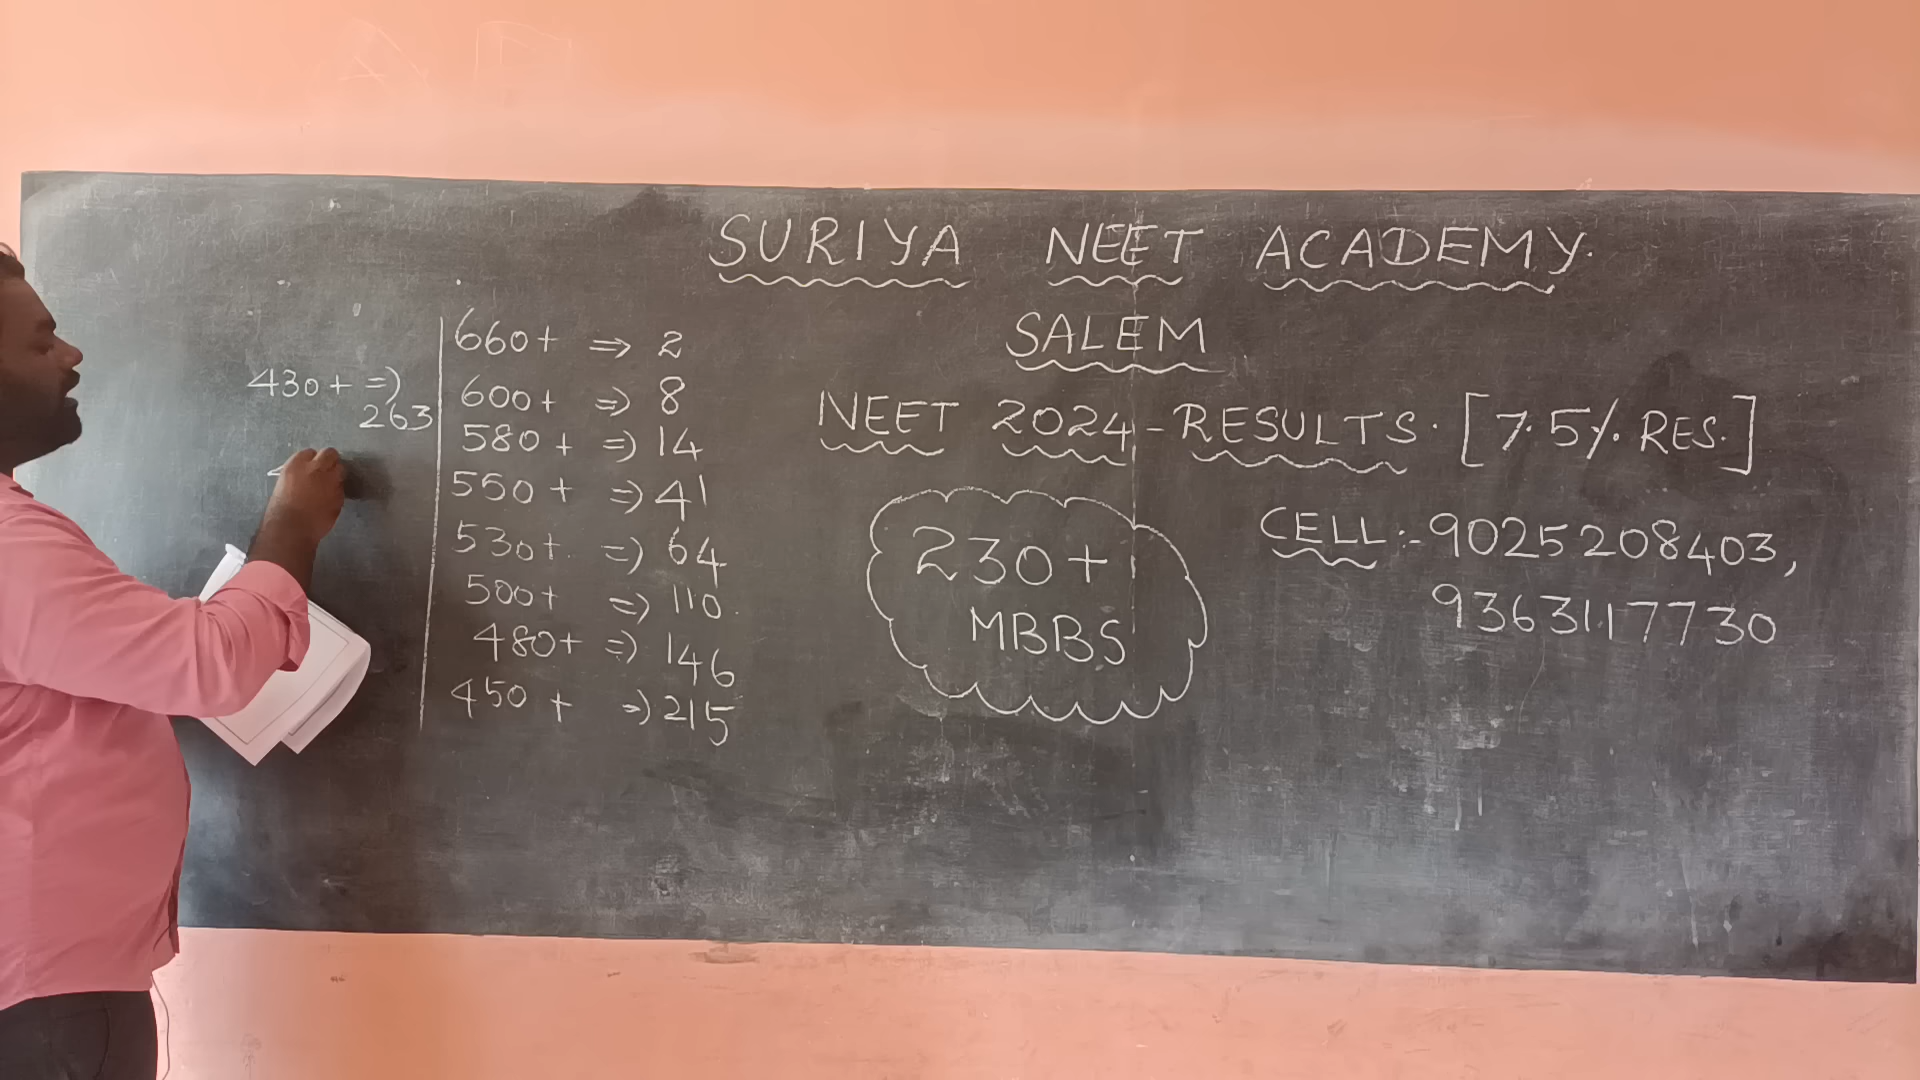 SURIYA NEET ACADEMY.
SALEM
NEET 2024 - RESULTS. [7.5% RES.]
430+ =>
263
4
660+ => 2
600+ => 8
580+ => 14
550+ => 41
530+ => 64
500+ => 110
480+ => 146
450+ => 215
230+
MBBS
CELL :- 9025208403,
9363117730